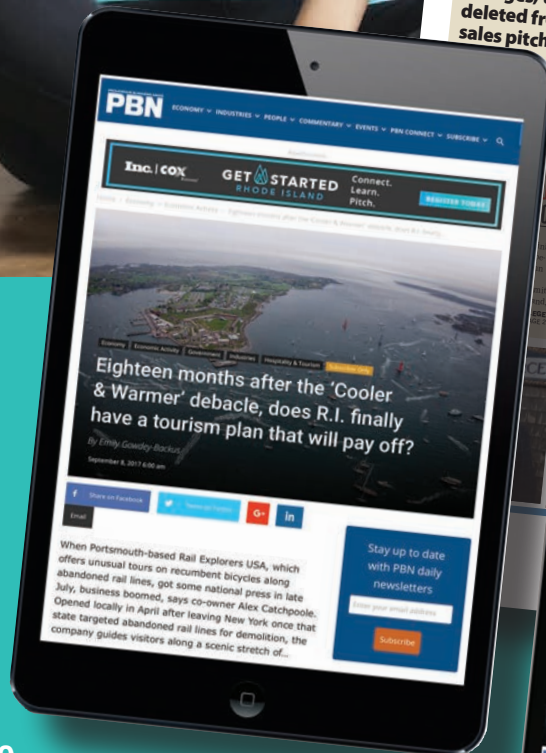 deleted fr
sales pitch
PBN
ECONOMY INDUSTRIES PEOPLE COMMENTARY EVENTS PBN CONNECT SUBSCRIBE
Inc. | COX
GET STARTED
RHODE ISLAND
Connect.
Learn.
Pitch.
REGISTER TODAY
Economy Economic Activity Government Industries Hospitality & Tourism Subscriber Only
Eighteen months after the ‘Cooler
& Warmer’ debacle, does R.I. finally
have a tourism plan that will pay off?
By Emily Gowdey-Backus
September 8, 2017 6:00 am
f Share on Facebook
G+
in
Email
When Portsmouth-based Rail Explorers USA, which
offers unusual tours on recumbent bicycles along
abandoned rail lines, got some national press in late
July, business boomed, says co-owner Alex Catchpoole.
Opened locally in April after leaving New York once that
state targeted abandoned rail lines for demolition, the
company guides visitors along a scenic stretch of...
Stay up to date
with PBN daily
newsletters
Enter your email address
Subscribe